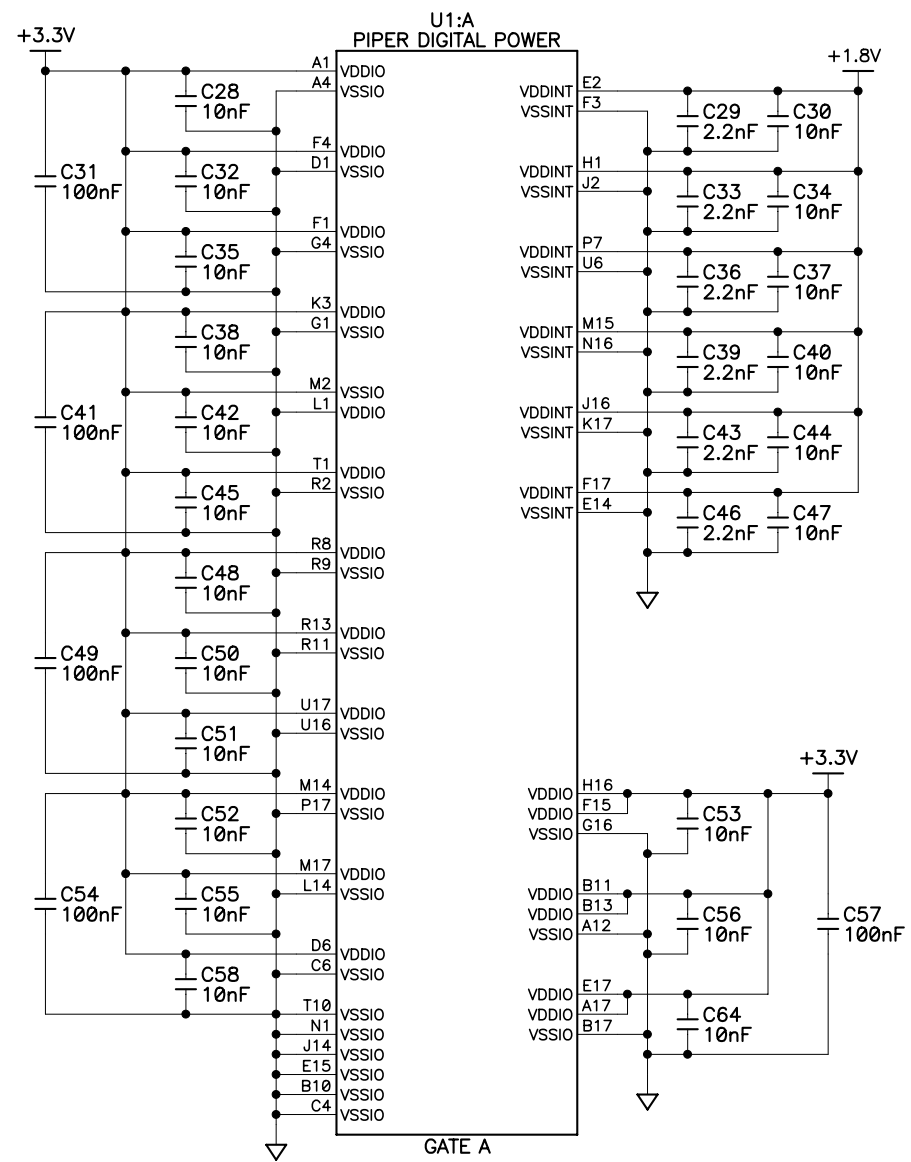 U1:A
PIPER DIGITAL POWER
+3.3V
A1 VDDIO
A4 VSSIO
C28
10nF
F4 VDDIO
D1 VSSIO
C31
100nF
C32
10nF
F1 VDDIO
G4 VSSIO
C35
10nF
K3 VDDIO
G1 VSSIO
C38
10nF
M2 VSSIO
L1 VDDIO
C41
100nF
C42
10nF
T1 VDDIO
R2 VSSIO
C45
10nF
R8 VDDIO
R9 VSSIO
C48
10nF
R13 VDDIO
R11 VSSIO
C49
100nF
C50
10nF
U17 VDDIO
U16 VSSIO
C51
10nF
M14 VDDIO
P17 VSSIO
C52
10nF
M17 VDDIO
L14 VSSIO
C54
100nF
C55
10nF
D6 VDDIO
C6 VSSIO
C58
10nF
T10 VSSIO
N1 VSSIO
J14 VSSIO
E15 VSSIO
B10 VSSIO
C4 VSSIO
+1.8V
VDDINT E2
VSSINT F3
C29
2.2nF
C30
10nF
VDDINT H1
VSSINT J2
C33
2.2nF
C34
10nF
VDDINT P7
VSSINT U6
C36
2.2nF
C37
10nF
VDDINT M15
VSSINT N16
C39
2.2nF
C40
10nF
VDDINT J16
VSSINT K17
C43
2.2nF
C44
10nF
VDDINT F17
VSSINT E14
C46
2.2nF
C47
10nF
+3.3V
VDDIO H16
VDDIO F15
VSSIO G16
C53
10nF
VDDIO B11
VDDIO B13
VSSIO A12
C56
10nF
C57
100nF
VDDIO E17
VDDIO A17
VSSIO B17
C64
10nF
GATE A